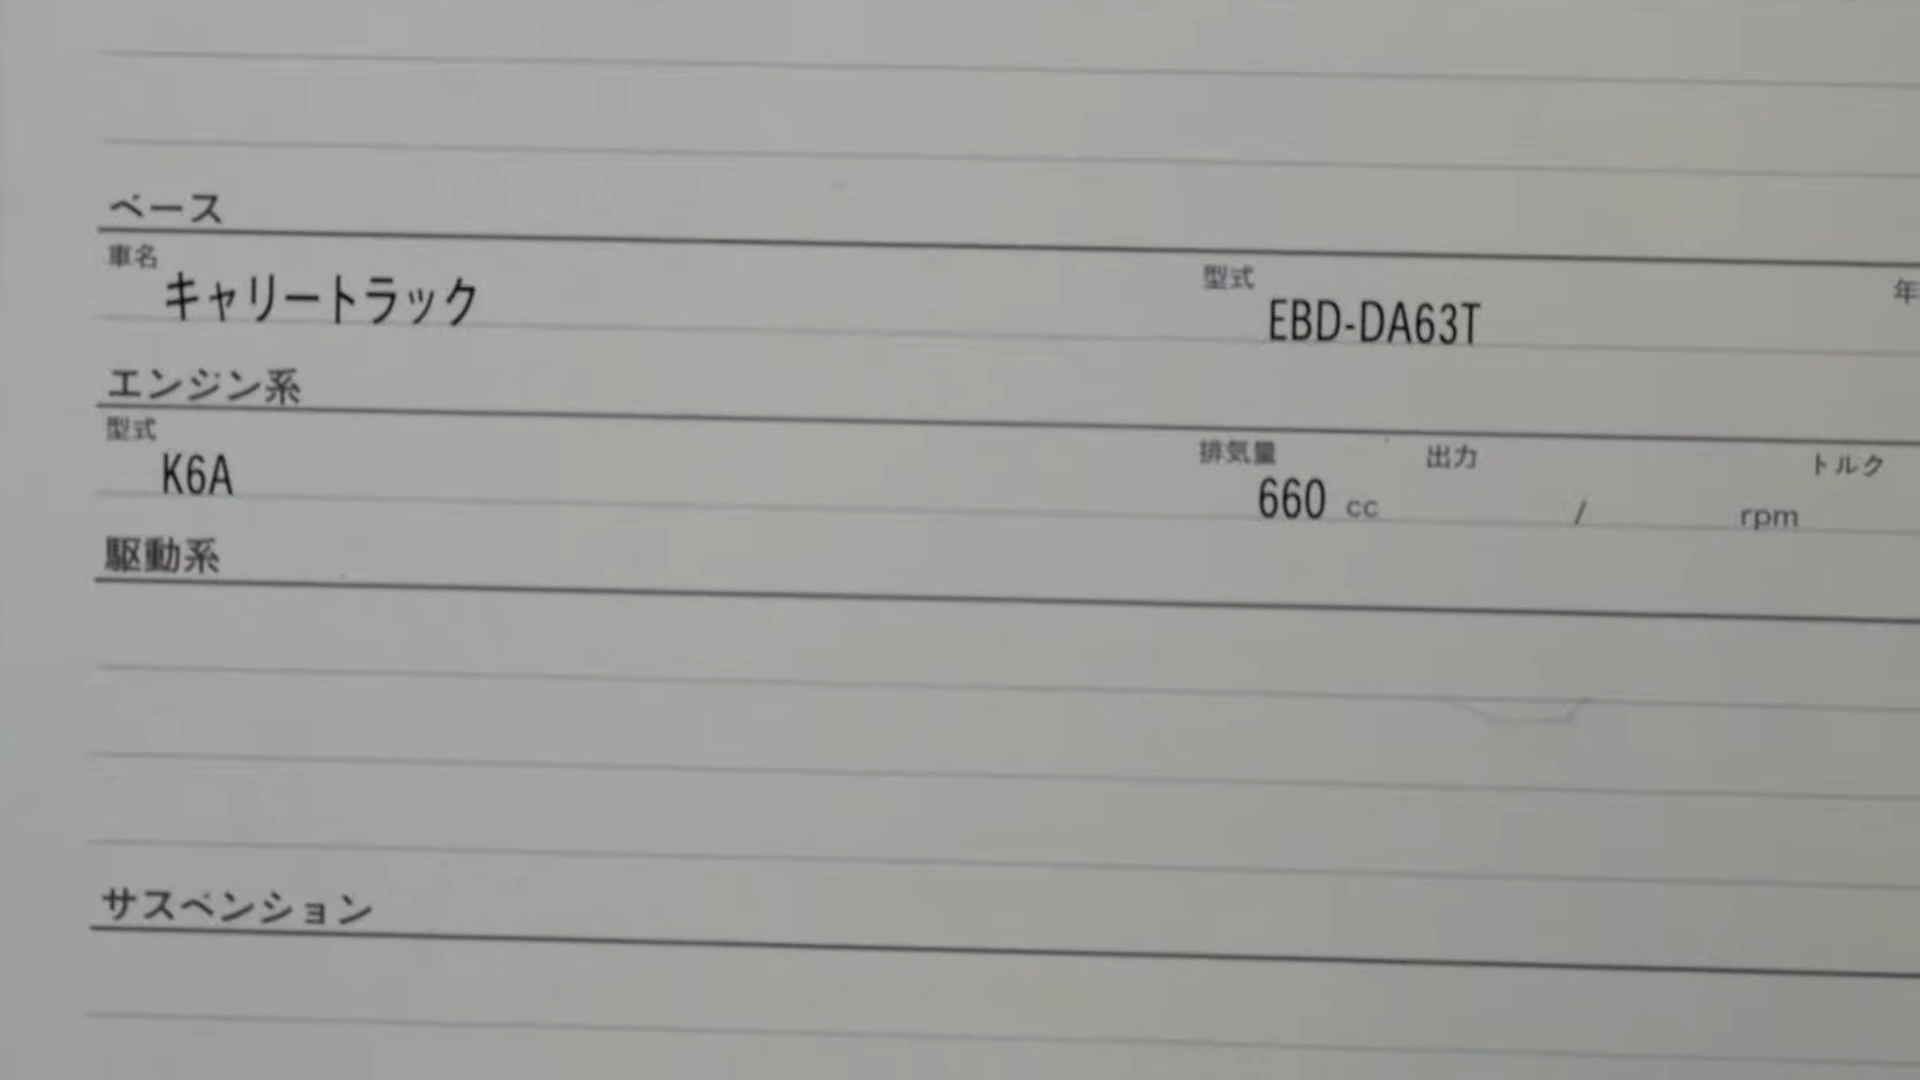 ベース
車名 型式 年
キャリートラック EBD-DA63T
エンジン系
型式 排気量 出力 トルク
K6A 660 cc / rpm
駆動系
サスペンション